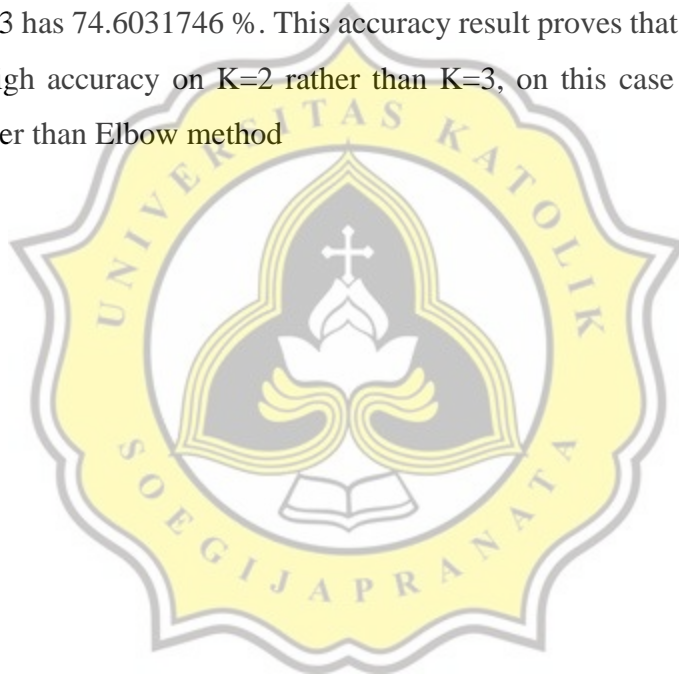 3 has 74.6031746 %. This accuracy result proves that
gh accuracy on K=2 rather than K=3, on this case
er than Elbow method
UNIVERSITAS KATOLIK
SOEGIJAPRANATA